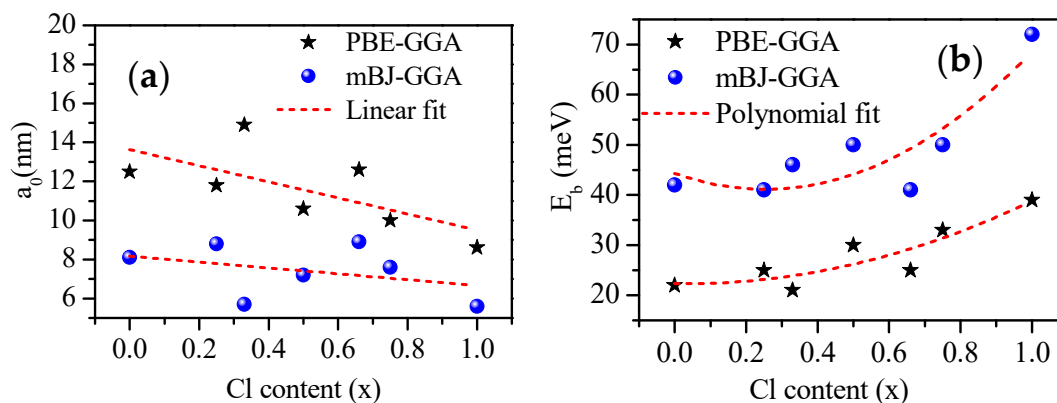 20
18
16
14
12
10
8
6
a₀(nm)
(a)
PBE-GGA
mBJ-GGA
Linear fit
0.0 0.2 0.4 0.6 0.8 1.0
Cl content (x)
70
60
50
40
30
20
E_b (meV)
PBE-GGA
mBJ-GGA
Polynomial fit
(b)
0.0 0.2 0.4 0.6 0.8 1.0
Cl content (x)